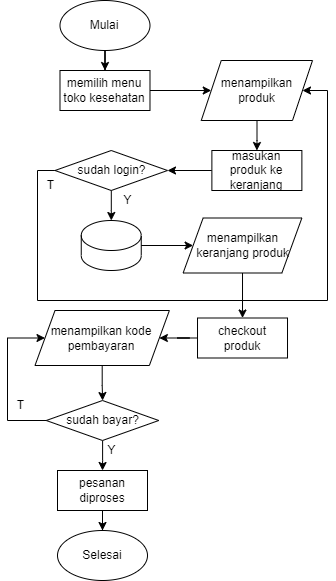 Mulai
memilih menu
toko kesehatan
menampilkan
produk
masukan
produk ke
keranjang
sudah login?
T
Y
menampilkan
keranjang produk
checkout
produk
menampilkan kode
pembayaran
sudah bayar?
T
Y
pesanan
diproses
Selesai